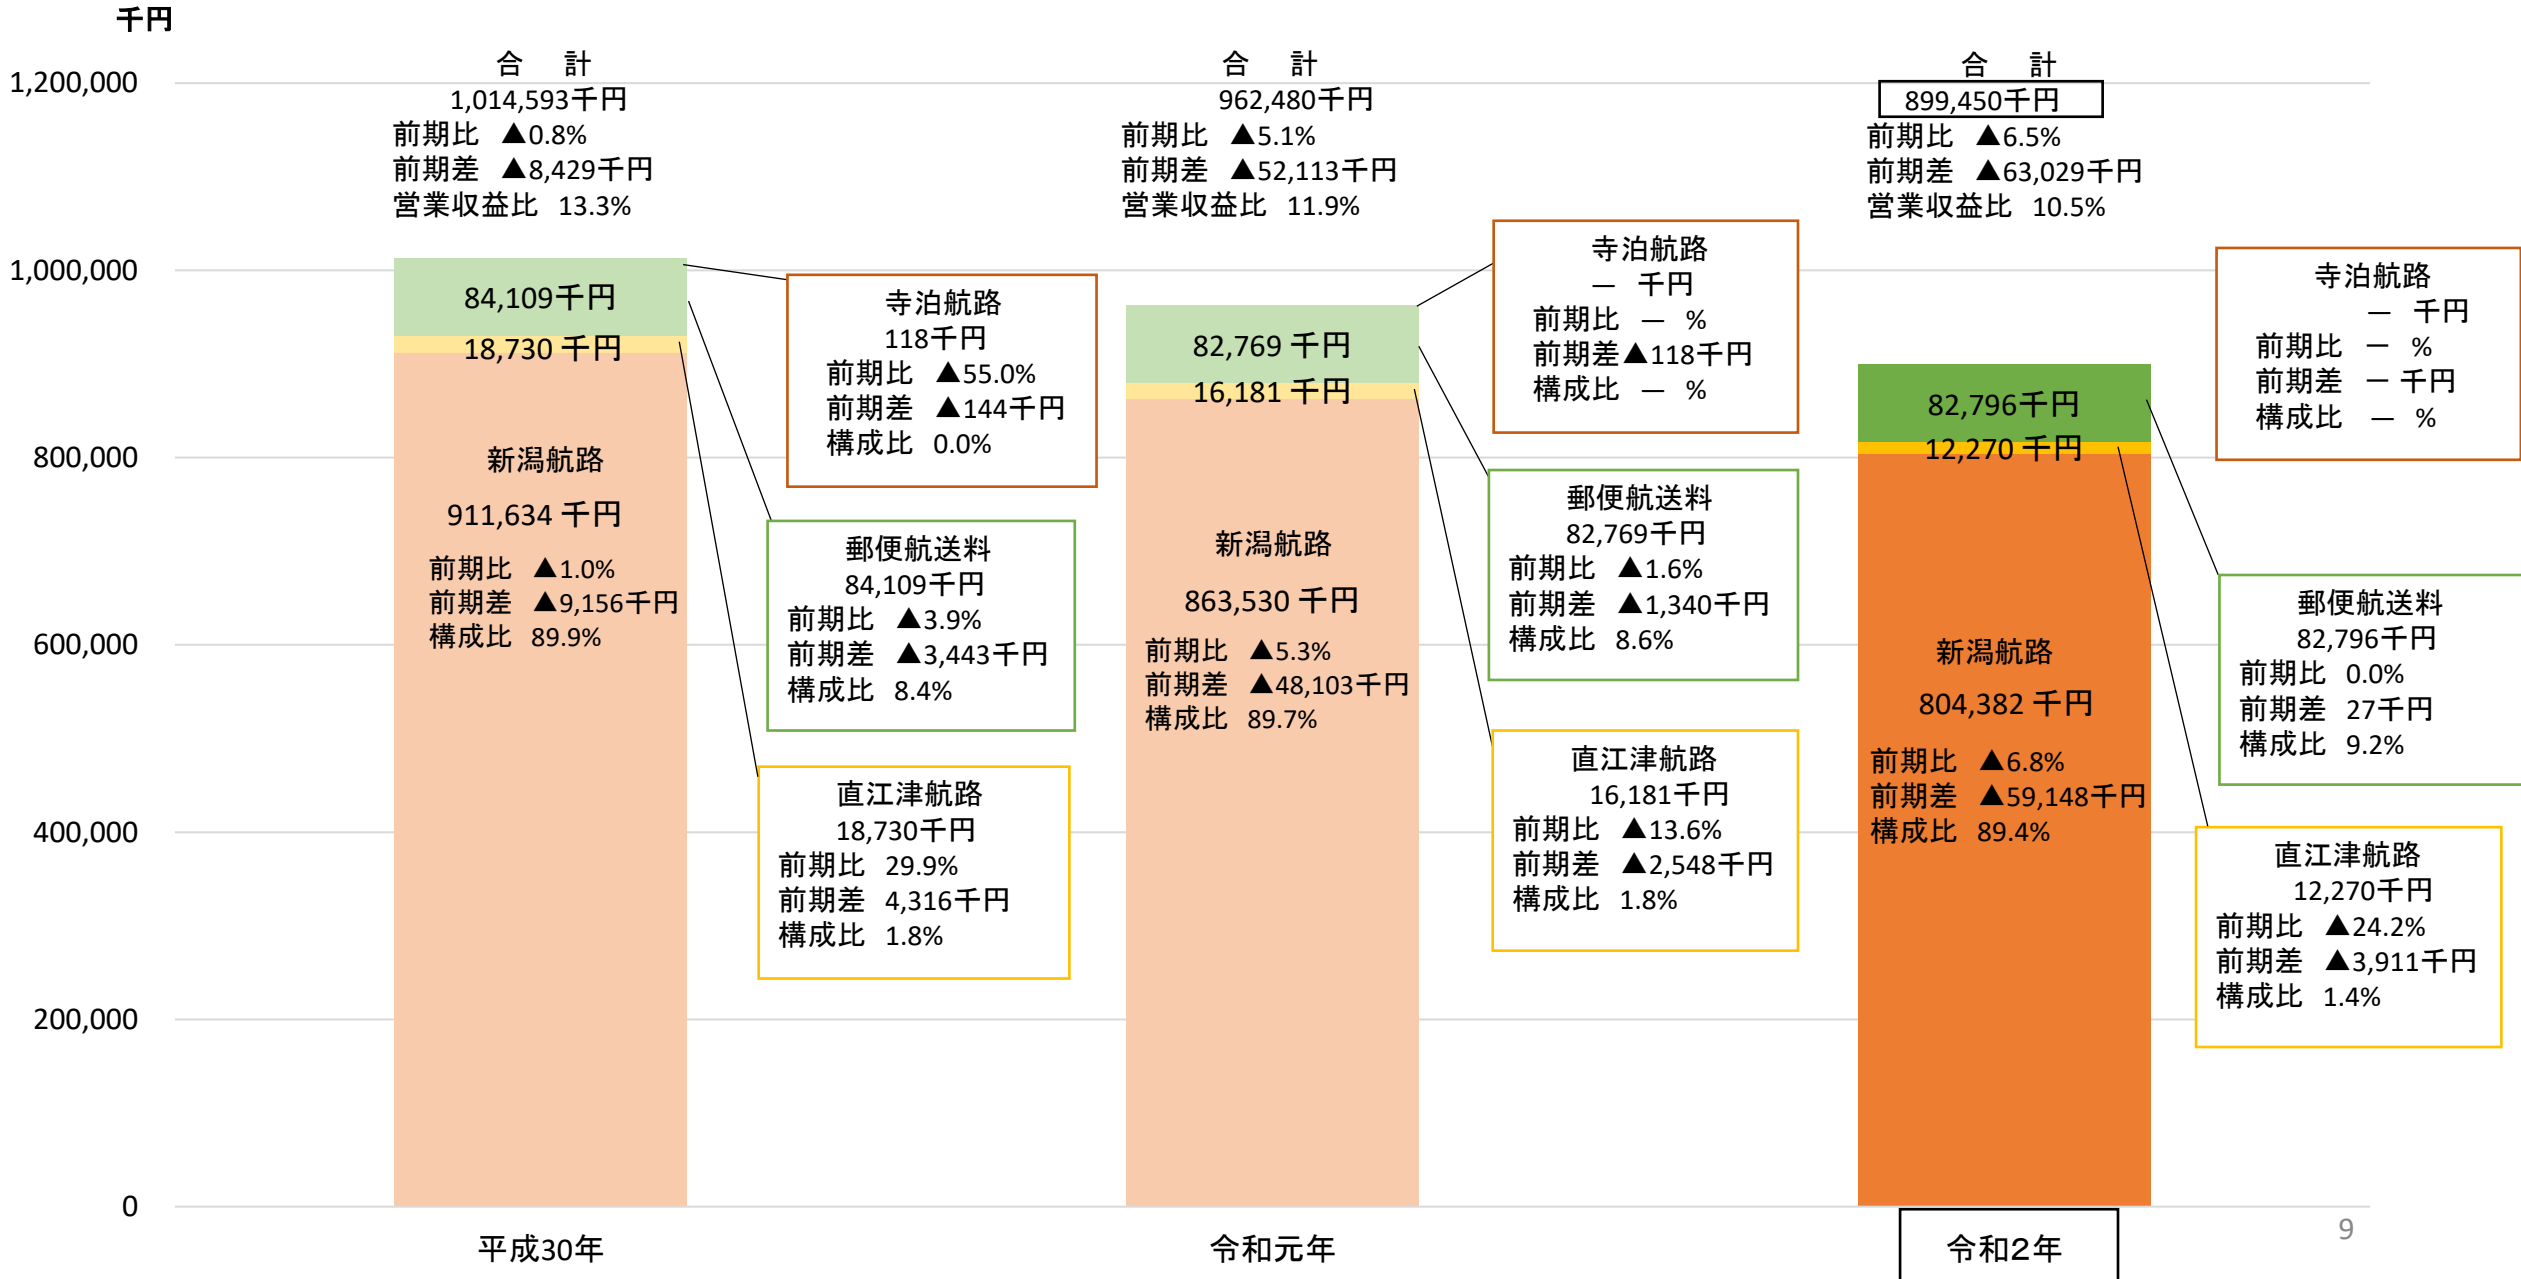 千円
1,200,000
1,000,000
800,000
600,000
400,000
200,000
0
合 計
1,014,593千円
前期比 ▲0.8%
前期差 ▲8,429千円
営業収益比 13.3%
84,109千円
18,730 千円
新潟航路
911,634 千円
前期比 ▲1.0%
前期差 ▲9,156千円
構成比 89.9%
寺泊航路
118千円
前期比 ▲55.0%
前期差 ▲144千円
構成比 0.0%
郵便航送料
84,109千円
前期比 ▲3.9%
前期差 ▲3,443千円
構成比 8.4%
直江津航路
18,730千円
前期比 29.9%
前期差 4,316千円
構成比 1.8%
平成30年
合 計
962,480千円
前期比 ▲5.1%
前期差 ▲52,113千円
営業収益比 11.9%
82,769 千円
16,181 千円
新潟航路
863,530 千円
前期比 ▲5.3%
前期差 ▲48,103千円
構成比 89.7%
寺泊航路
― 千円
前期比 ― %
前期差▲118千円
構成比 ― %
郵便航送料
82,769千円
前期比 ▲1.6%
前期差 ▲1,340千円
構成比 8.6%
直江津航路
16,181千円
前期比 ▲13.6%
前期差 ▲2,548千円
構成比 1.8%
令和元年
合 計
899,450千円
前期比 ▲6.5%
前期差 ▲63,029千円
営業収益比 10.5%
82,796千円
12,270 千円
新潟航路
804,382 千円
前期比 ▲6.8%
前期差 ▲59,148千円
構成比 89.4%
寺泊航路
― 千円
前期比 ― %
前期差 ― 千円
構成比 ― %
郵便航送料
82,796千円
前期比 0.0%
前期差 27千円
構成比 9.2%
直江津航路
12,270千円
前期比 ▲24.2%
前期差 ▲3,911千円
構成比 1.4%
令和2年
9